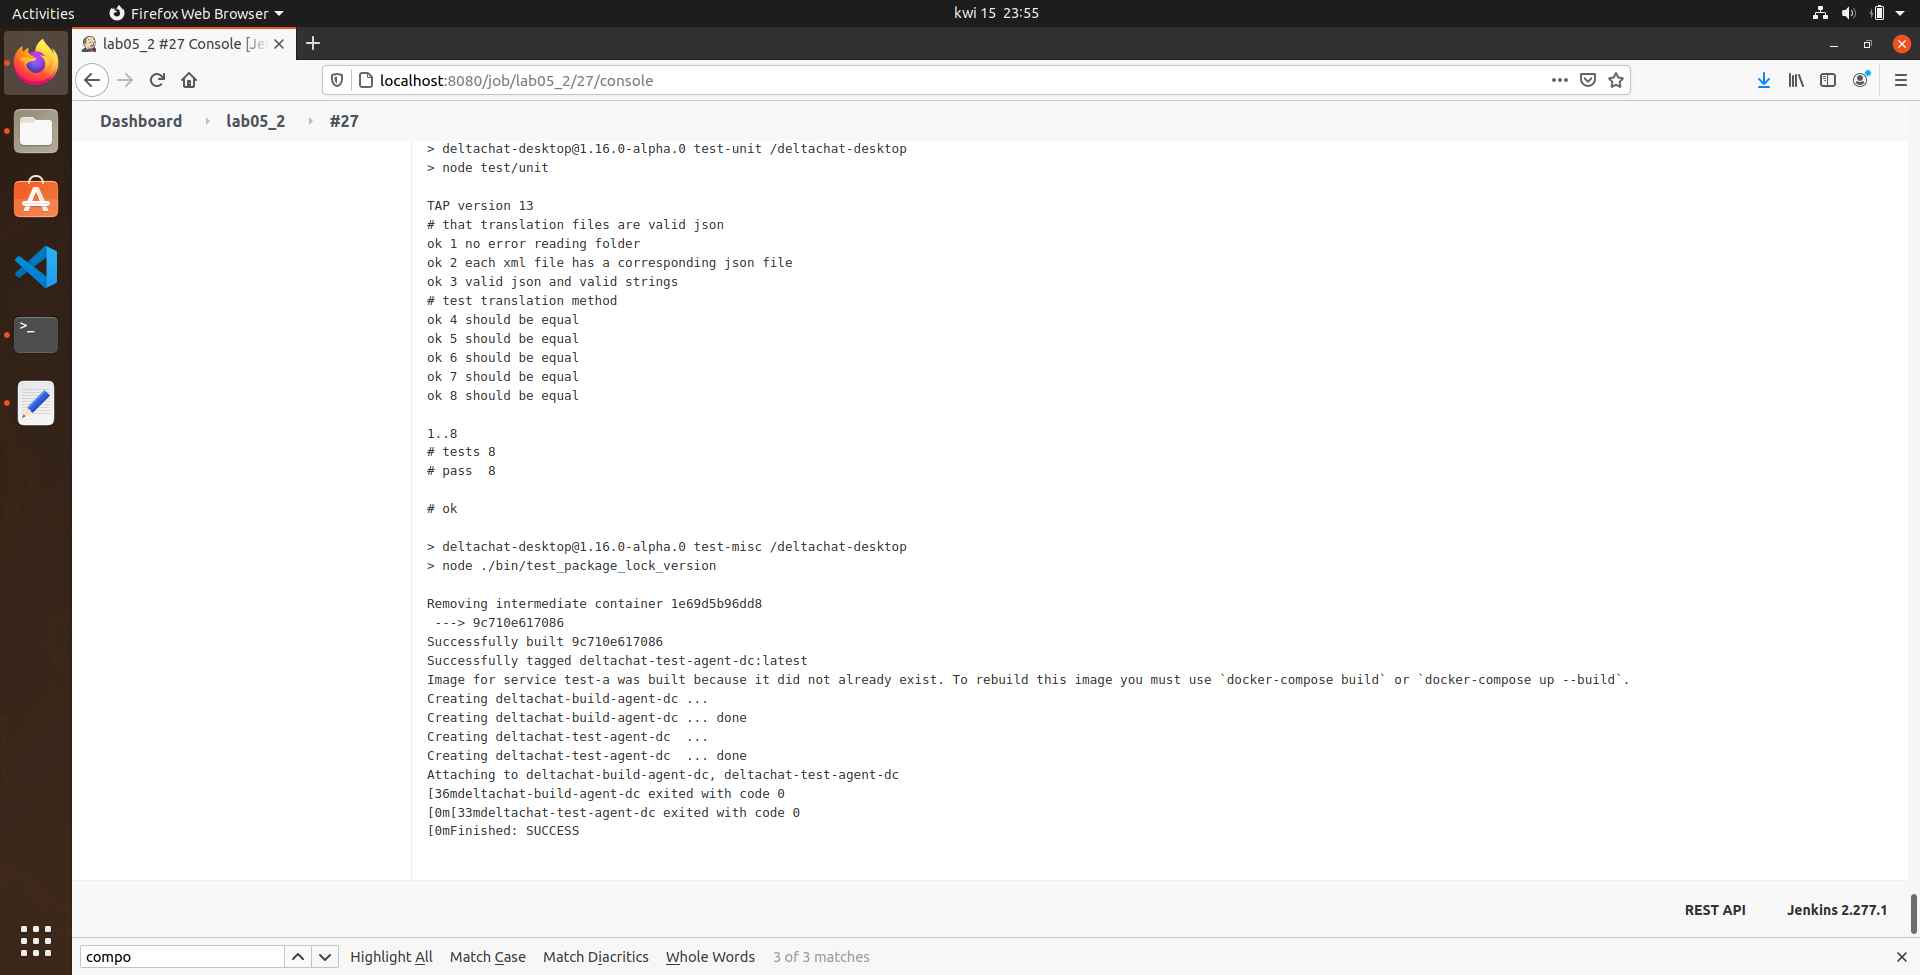 Activities
Firefox Web Browser
kwi 15 23:55
lab05_2 #27 Console [Je
localhost:8080/job/lab05_2/27/console
Dashboard
lab05_2
#27
> deltachat-desktop@1.16.0-alpha.0 test-unit /deltachat-desktop
> node test/unit
TAP version 13
# that translation files are valid json
ok 1 no error reading folder
ok 2 each xml file has a corresponding json file
ok 3 valid json and valid strings
# test translation method
ok 4 should be equal
ok 5 should be equal
ok 6 should be equal
ok 7 should be equal
ok 8 should be equal
1..8
# tests 8
# pass  8
# ok
> deltachat-desktop@1.16.0-alpha.0 test-misc /deltachat-desktop
> node ./bin/test_package_lock_version
Removing intermediate container 1e69d5b96dd8
 ---> 9c710e617086
Successfully built 9c710e617086
Successfully tagged deltachat-test-agent-dc:latest
Image for service test-a was built because it did not already exist. To rebuild this image you must use `docker-compose build` or `docker-compose up --build`.
Creating deltachat-build-agent-dc ...
Creating deltachat-build-agent-dc ... done
Creating deltachat-test-agent-dc  ...
Creating deltachat-test-agent-dc  ... done
Attaching to deltachat-build-agent-dc, deltachat-test-agent-dc
[36mdeltachat-build-agent-dc exited with code 0
[0m[33mdeltachat-test-agent-dc exited with code 0
[0mFinished: SUCCESS
REST API
Jenkins 2.277.1
compo
Highlight All
Match Case
Match Diacritics
Whole Words
3 of 3 matches